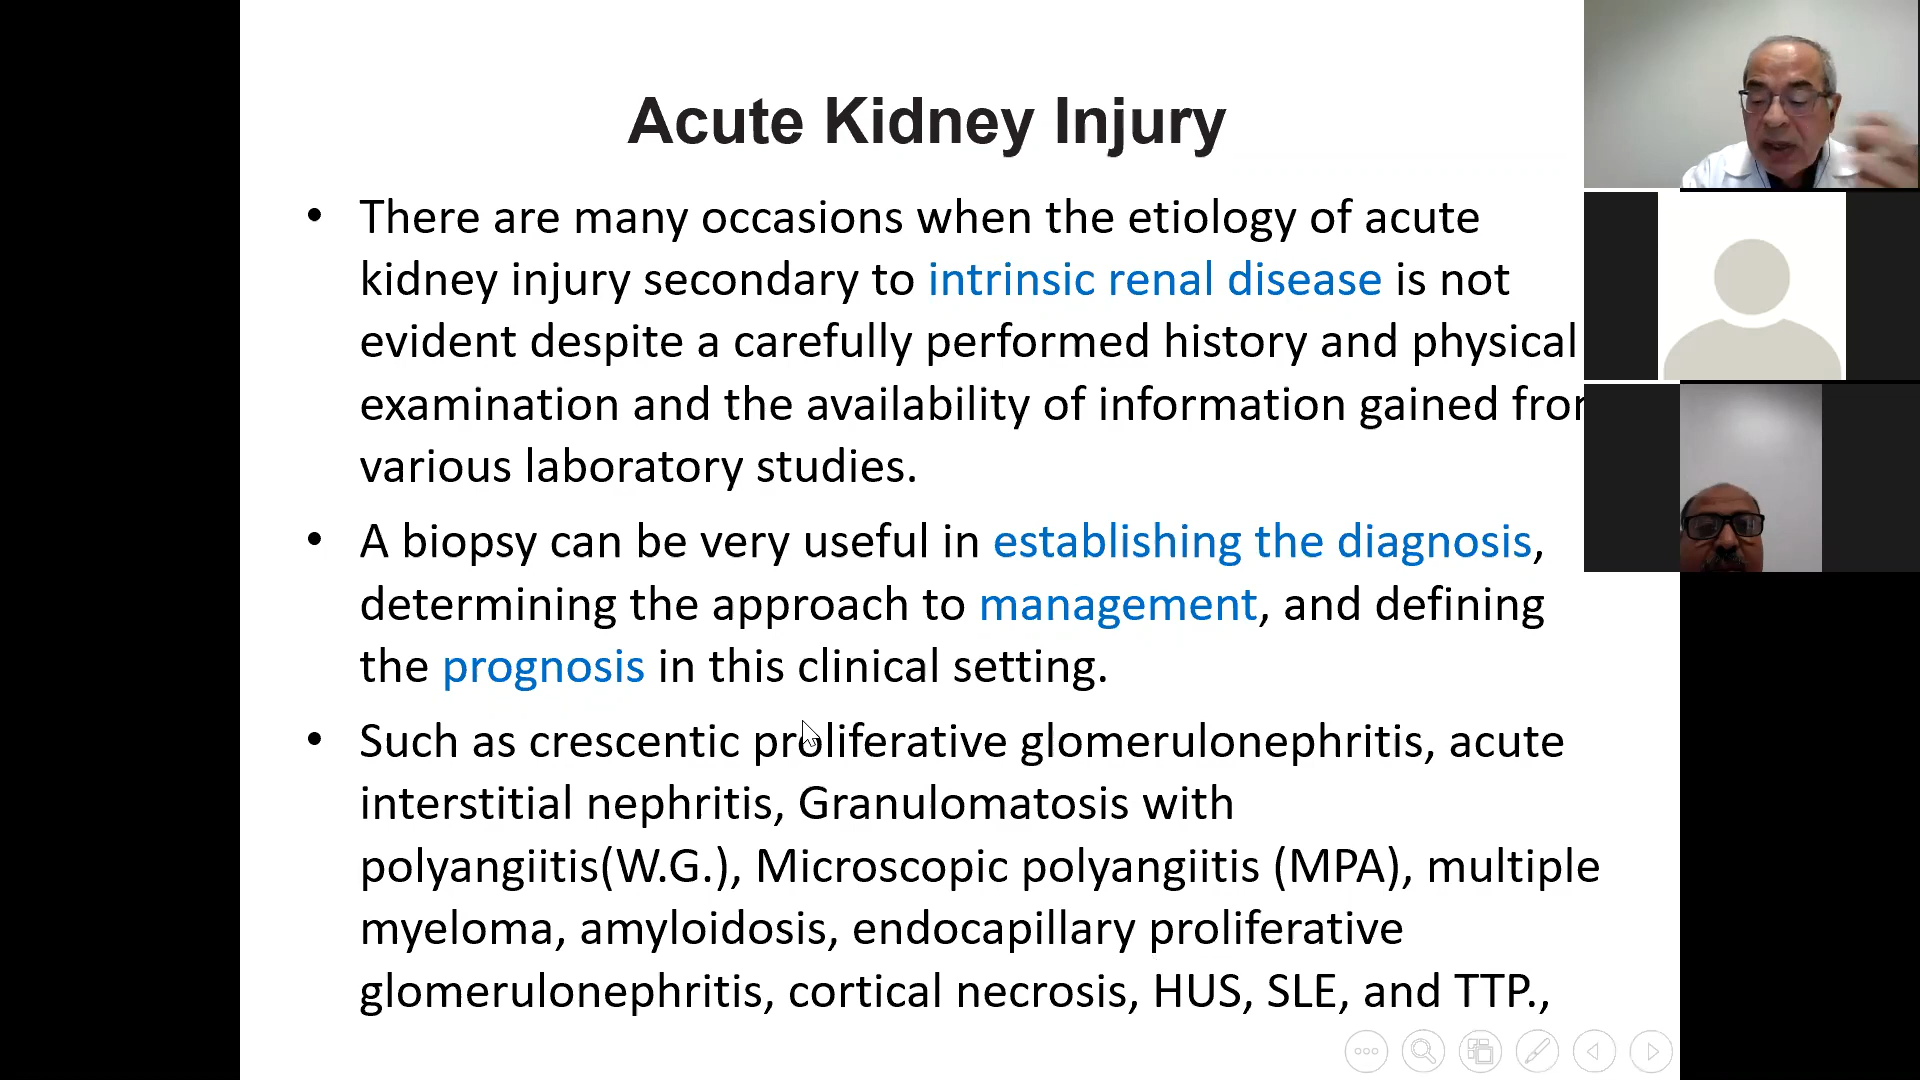 Acute Kidney Injury
• There are many occasions when the etiology of acute
kidney injury secondary to intrinsic renal disease is not
evident despite a carefully performed history and physical
examination and the availability of information gained
various laboratory studies.
• A biopsy can be very useful in establishing the diagnosis,
determining the approach to management, and defining
the prognosis in this clinical setting.
• Such as crescentic proliferative glomerulonephritis, acute
interstitial nephritis, Granulomatosis with
polyangiitis(W.G.), Microscopic polyangiitis (MPA), multiple
myeloma, amyloidosis, endocapillary proliferative
glomerulonephritis, cortical necrosis, HUS, SLE, and TTP.,